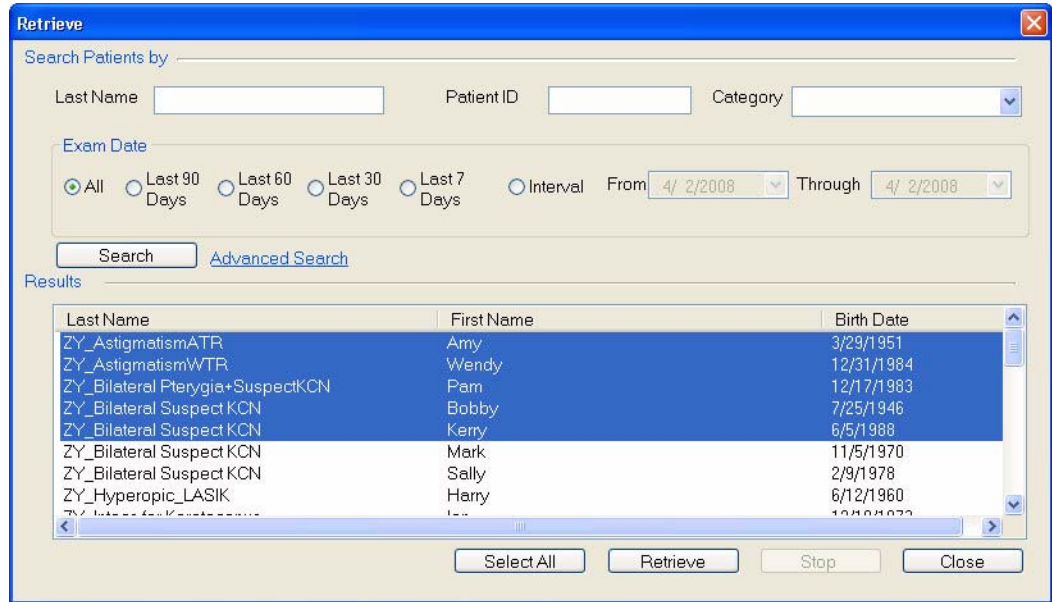 Retrieve
Search Patients by
Last Name Patient ID Category
Exam Date
All Last 90 Days Last 60 Days Last 30 Days Last 7 Days Interval From 4/ 2/2008 Through 4/ 2/2008
Search Advanced Search
Results
Last Name First Name Birth Date
ZY_AstigmatismATR Amy 3/29/1951
ZY_AstigmatismWTR Wendy 12/31/1984
ZY_Bilateral Pterygia+SuspectKCN Pam 12/17/1983
ZY_Bilateral Suspect KCN Bobby 7/25/1946
ZY_Bilateral Suspect KCN Kerry 6/5/1988
ZY_Bilateral Suspect KCN Mark 11/5/1970
ZY_Bilateral Suspect KCN Sally 2/9/1978
ZY_Hyperopic_LASIK Harry 6/12/1960
Select All Retrieve Stop Close